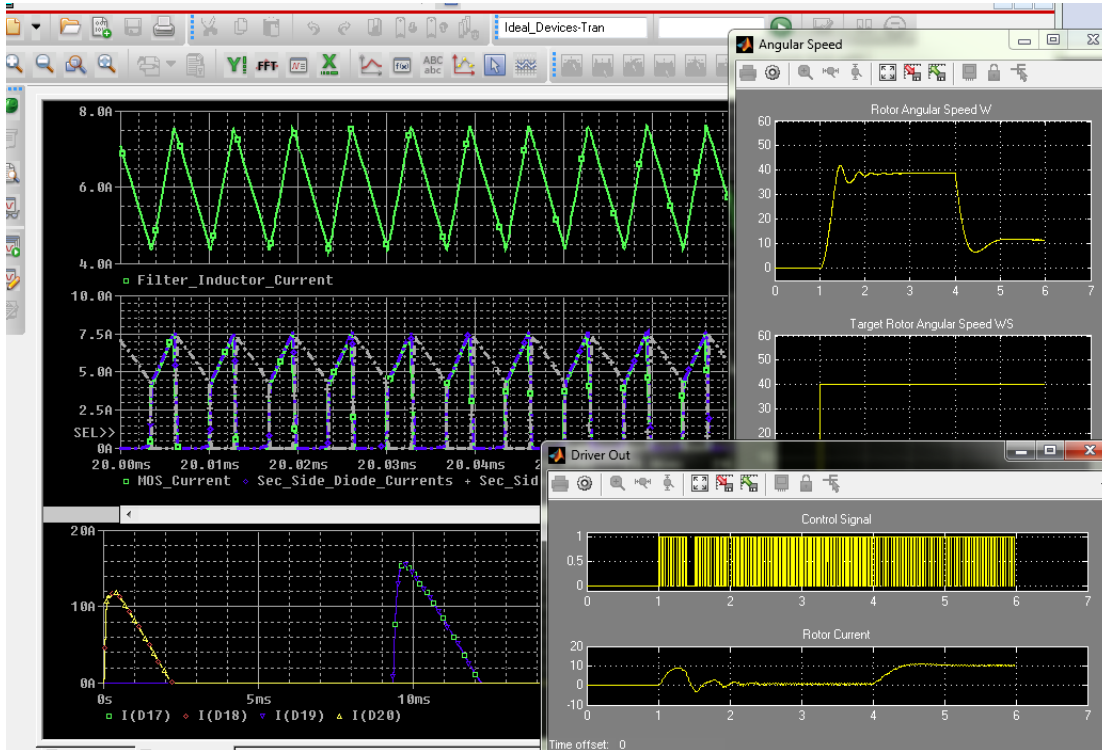 Ideal_Devices-Tran
Y! FFT ABC
abc
f(x)
8.0A
6.0A
4.0A
Filter_Inductor_Current
10.0A
7.5A
5.0A
2.5A
SEL>>
0A
20.00ms 20.01ms 20.02ms 20.03ms 20.04ms 2
MOS_Current Sec_Side_Diode_Currents + Sec_Sid
20A
10A
0A
0s 5ms 10ms
I(D17) I(D18) I(D19) I(D20)
Angular Speed
Rotor Angular Speed W
60
50
40
30
20
10
0
0 1 2 3 4 5 6 7
Target Rotor Angular Speed WS
60
50
40
30
20
Driver Out
Control Signal
1
0.5
0
0 1 2 3 4 5 6 7
Rotor Current
20
10
0
-10
0 1 2 3 4 5 6 7
Time offset: 0